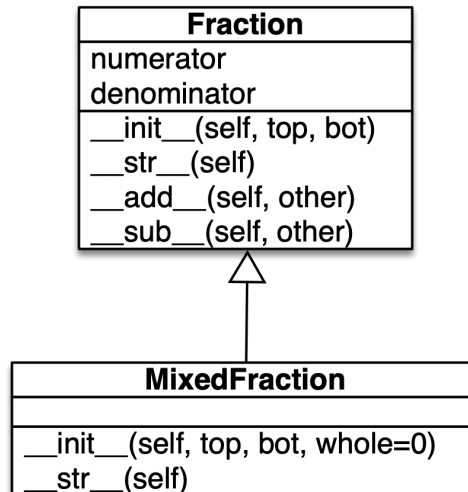 Fraction
numerator
denominator
__init__(self, top, bot)
__str__(self)
__add__(self, other)
__sub__(self, other)
MixedFraction
__init__(self, top, bot, whole=0)
__str__(self)